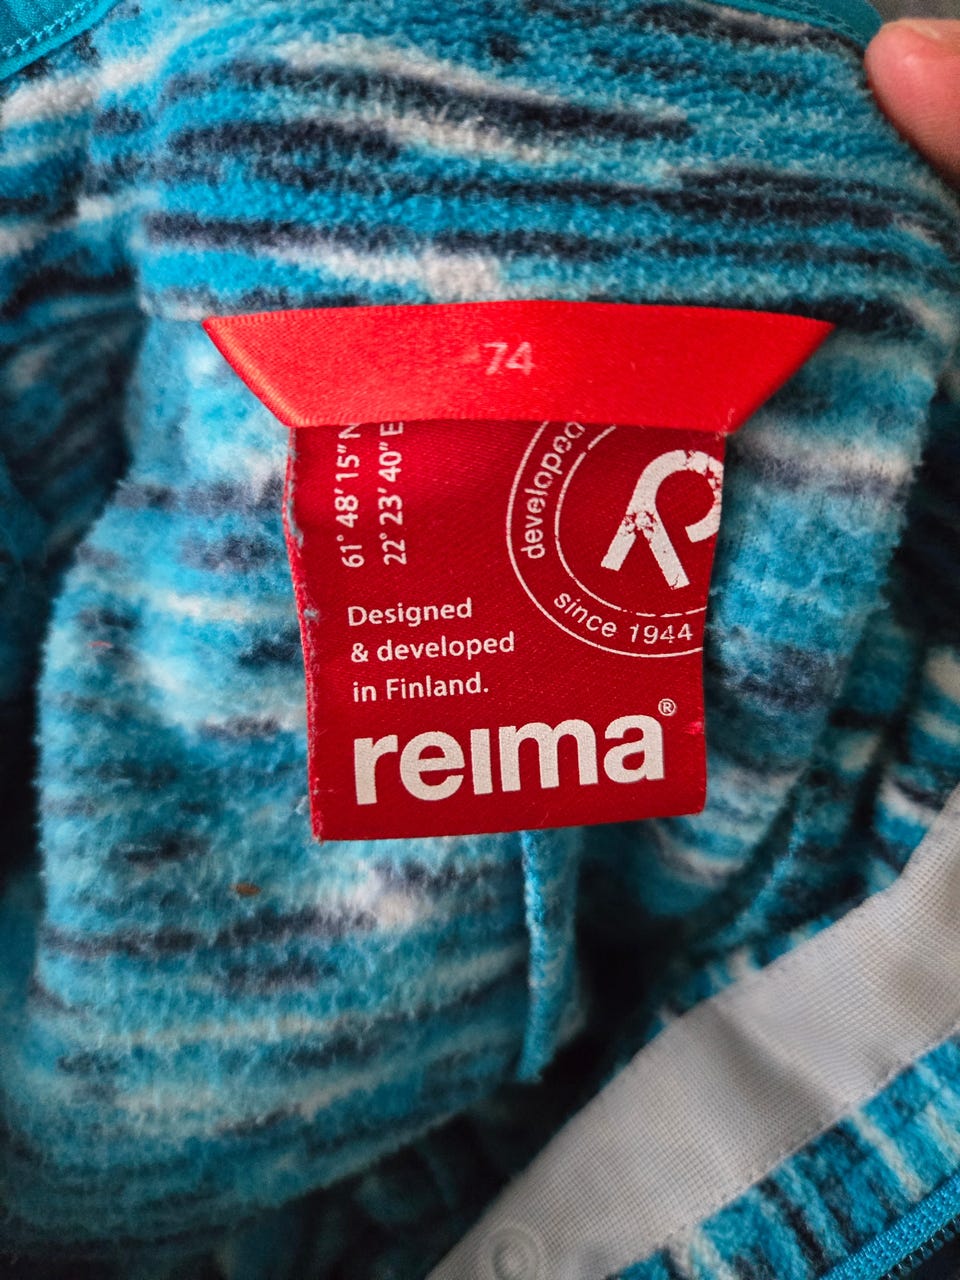 74
61° 48′ 15″ N
22° 23′ 40″ E
developed
since 1944
Designed
& developed
in Finland.
reima®